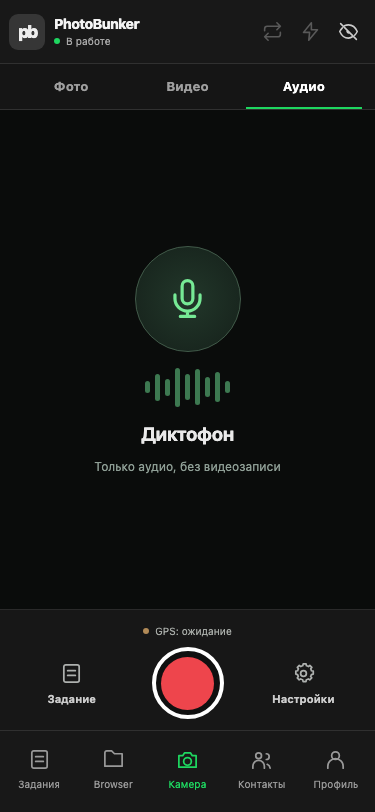 pb
PhotoBunker
В работе
Фото
Видео
Аудио
Диктофон
Только аудио, без видеозаписи
GPS: ожидание
Задание
Настройки
Задания
Browser
Камера
Контакты
Профиль